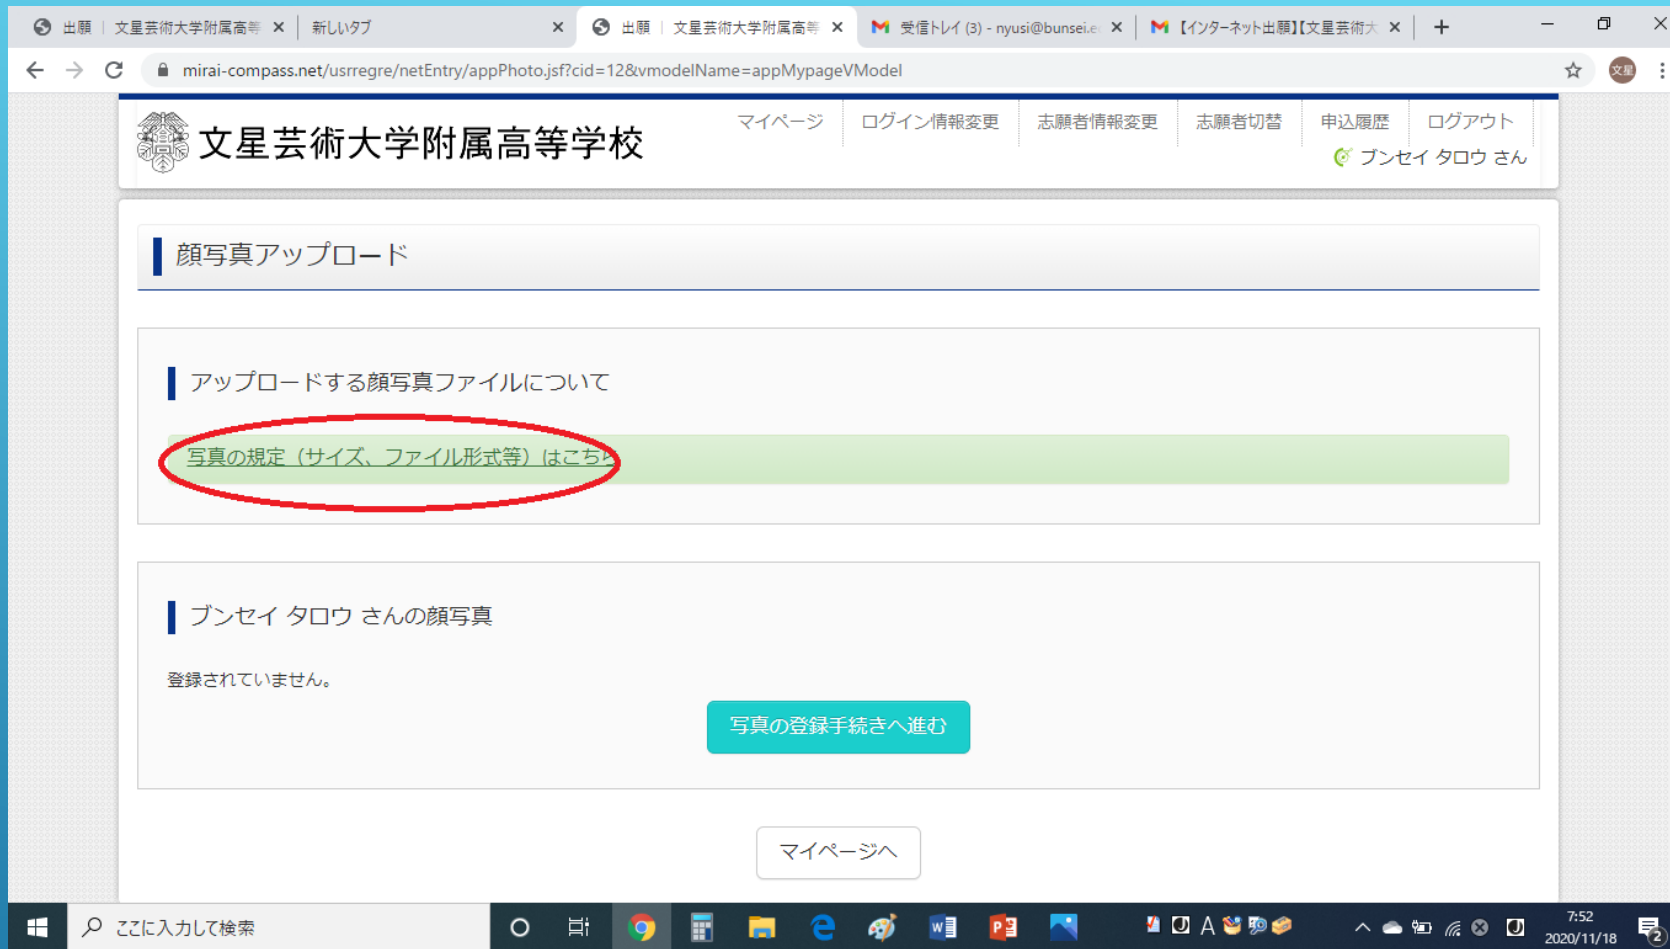 出願 | 文星芸術大学附属高等
新しいタブ
出願 | 文星芸術大学附属高等
受信トレイ (3) - nyusi@bunsei.e
【インターネット出願】【文星芸術大
mirai-compass.net/usrregre/netEntry/appPhoto.jsf?cid=12&vmodelName=appMypageVModel
文星
文星芸術大学附属高等学校
マイページ
ログイン情報変更
志願者情報変更
志願者切替
申込履歴
ログアウト
ブンセイ タロウ さん
顔写真アップロード
アップロードする顔写真ファイルについて
写真の規定（サイズ、ファイル形式等）はこちら
ブンセイ タロウ さんの顔写真
登録されていません。
写真の登録手続きへ進む
マイページへ
ここに入力して検索
A
7:52
2020/11/18
2